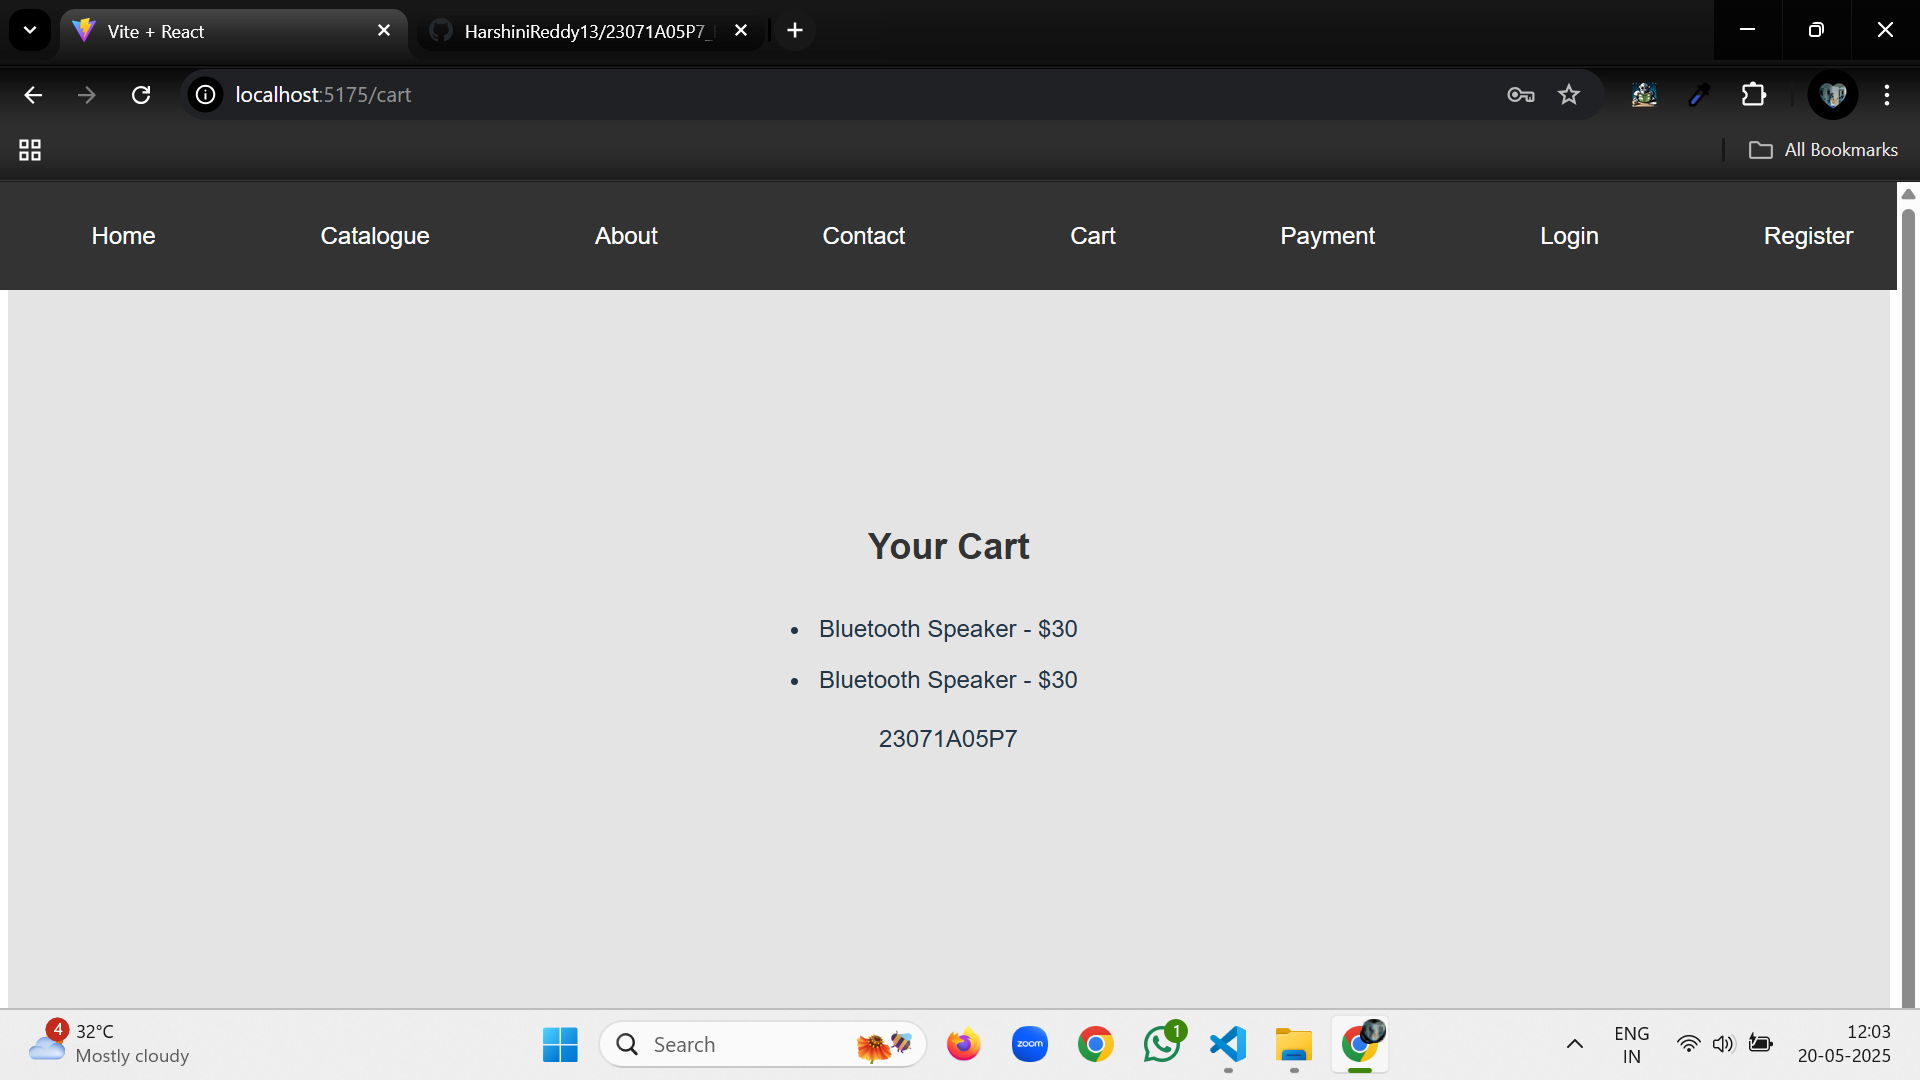 Vite + React
HarshiniReddy13/23071A05P7_
localhost:5175/cart
All Bookmarks
Home Catalogue About Contact Cart Payment Login Register
Your Cart
• Bluetooth Speaker - $30
• Bluetooth Speaker - $30
23071A05P7
4
32°C
Mostly cloudy
Search
zoom
1
ENG
IN
12:03
20-05-2025